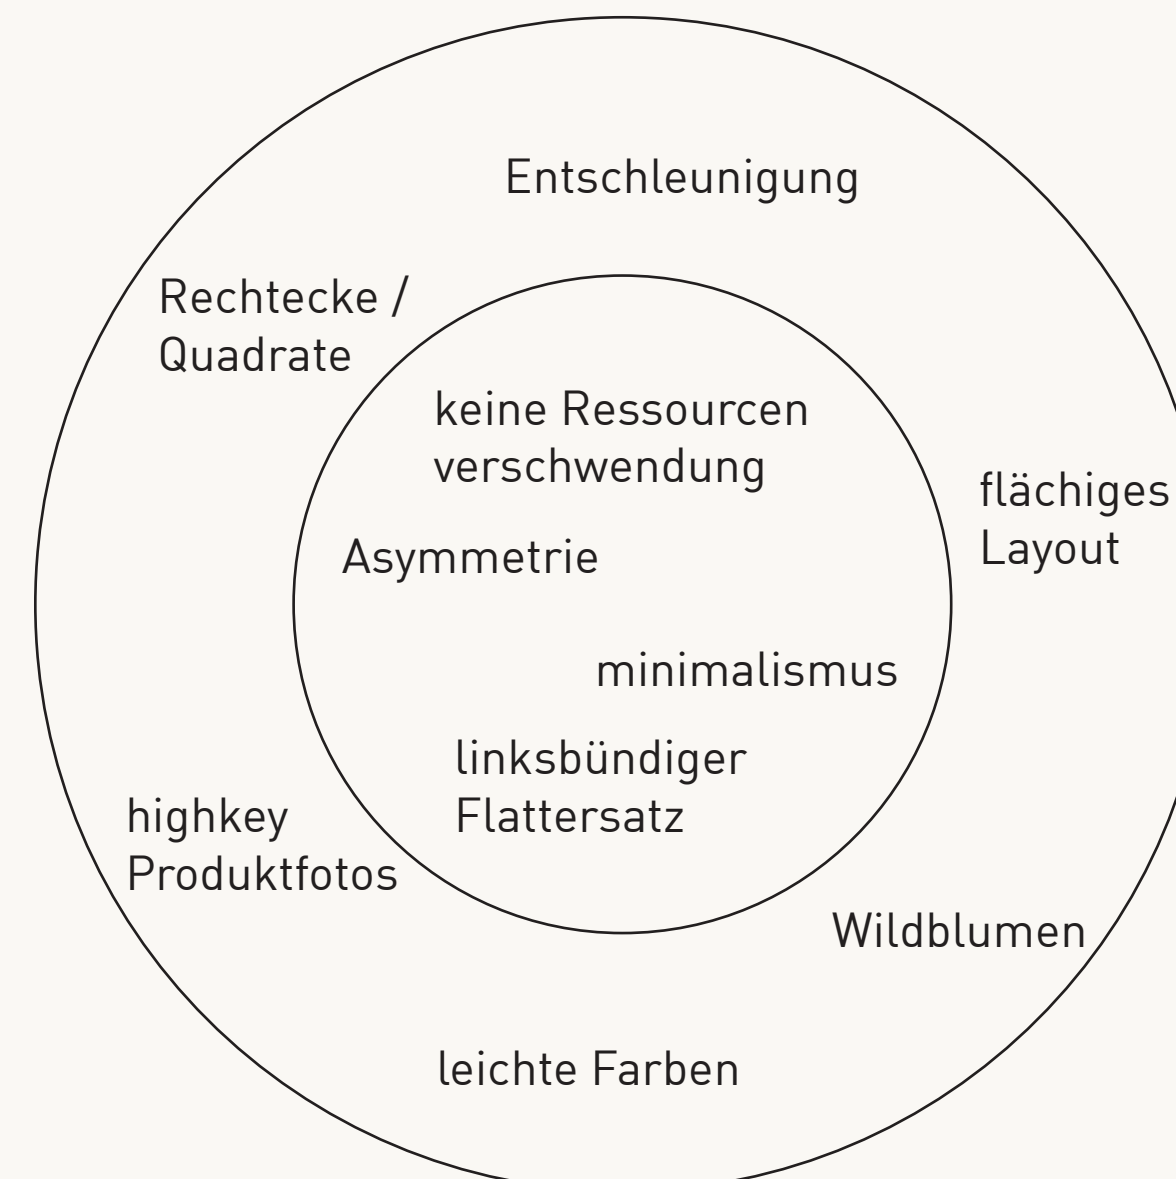 Entschleunigung
Rechtecke /
Quadrate
keine Ressourcen
verschwendung
flächiges
Layout
Asymmetrie
minimalismus
linksbündiger
Flattersatz
highkey
Produktfotos
Wildblumen
leichte Farben